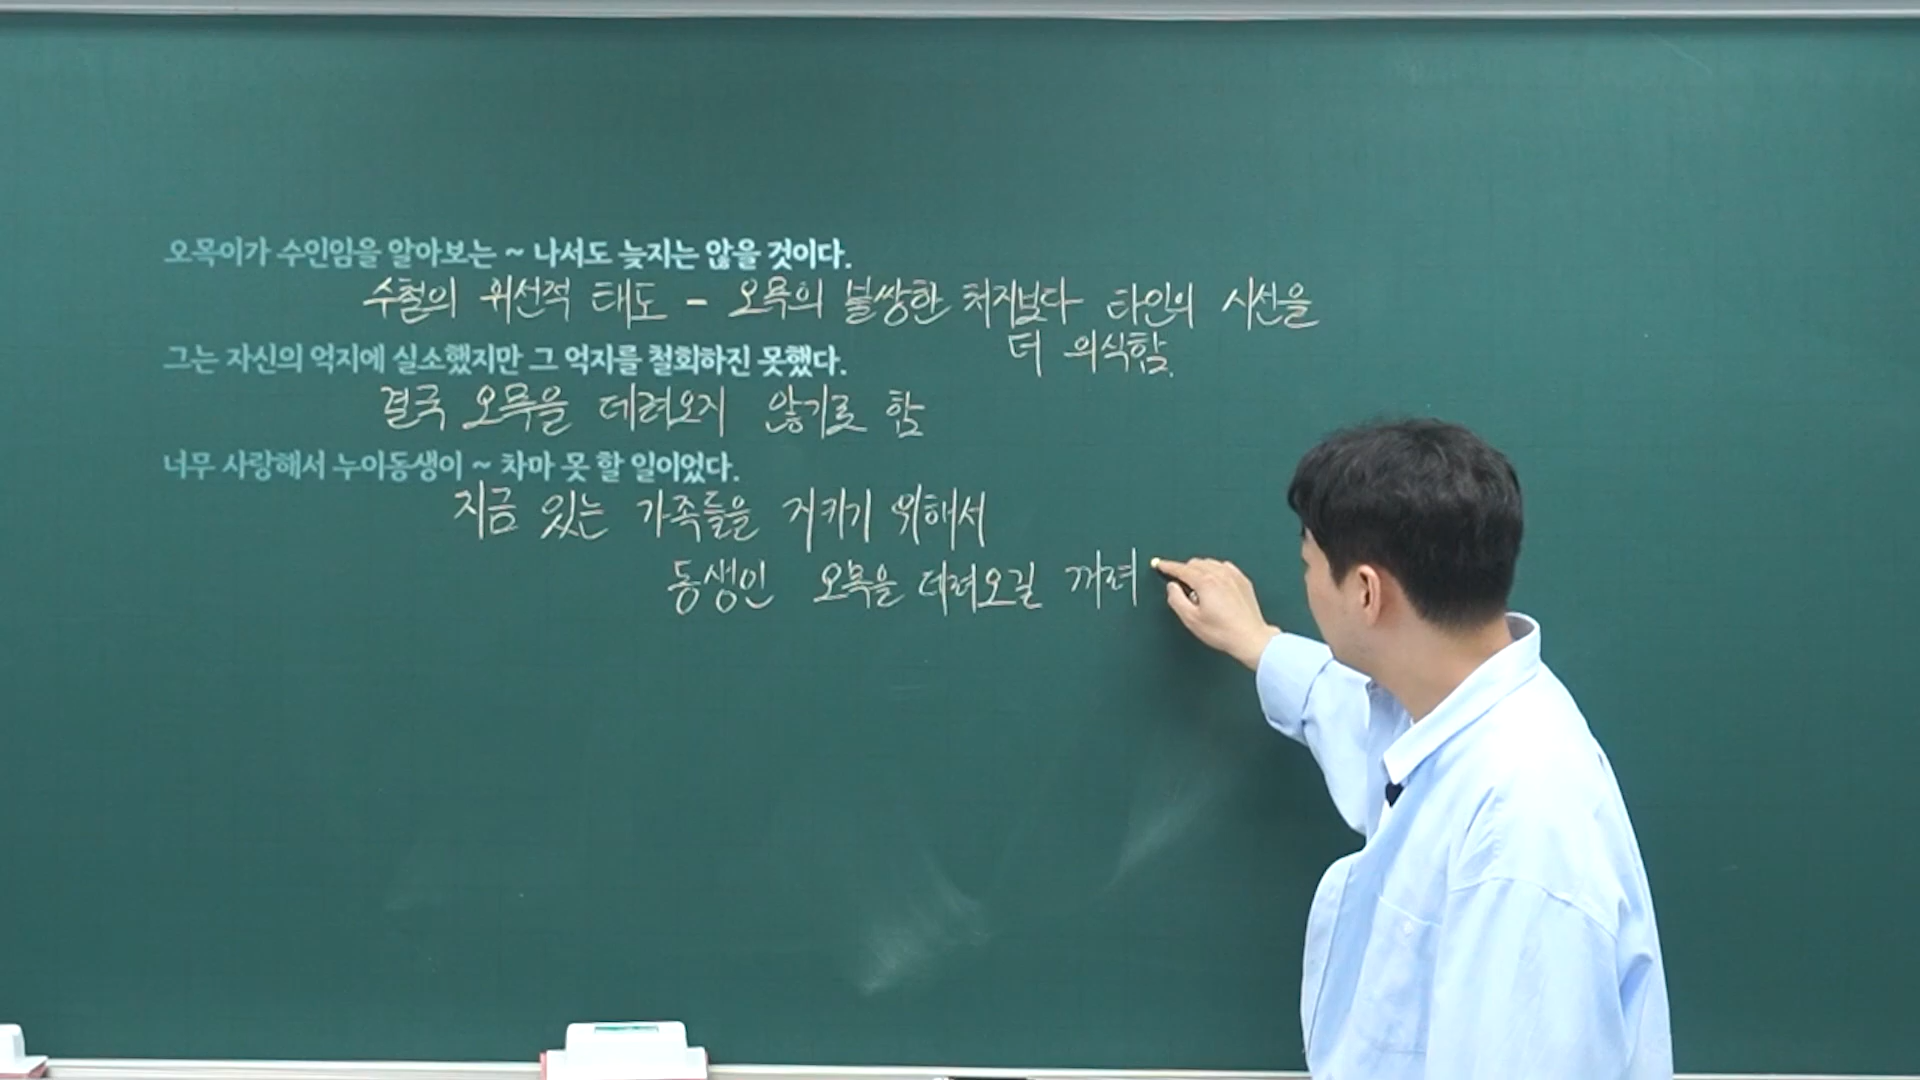 오목이가 수인임을 알아보는 ~ 나서도 늦지는 않을 것이다.
수철의 위선적 태도 - 오목의 불쌍한 처지보다 타인의 시선을
더 의식함.
그는 자신의 억지에 실소했지만 그 억지를 철회하진 못했다.
결국 오목을 데려오지 않기로 함
너무 사랑해서 누이동생이 ~ 차마 못 할 일이었다.
지금 있는 가족들을 지키기 위해서
동생인 오목을 데려오길 꺼려